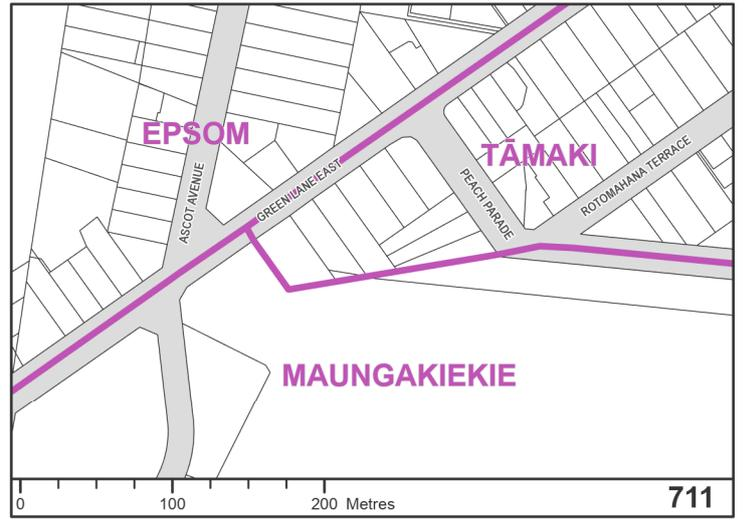 EPSOM
TĀMAKI
ASCOT AVENUE
GREEN LANE EAST
PEACH PARADE
ROTOMAHANA TERRACE
MAUNGAKIEKIE
0 100 200 Metres
711